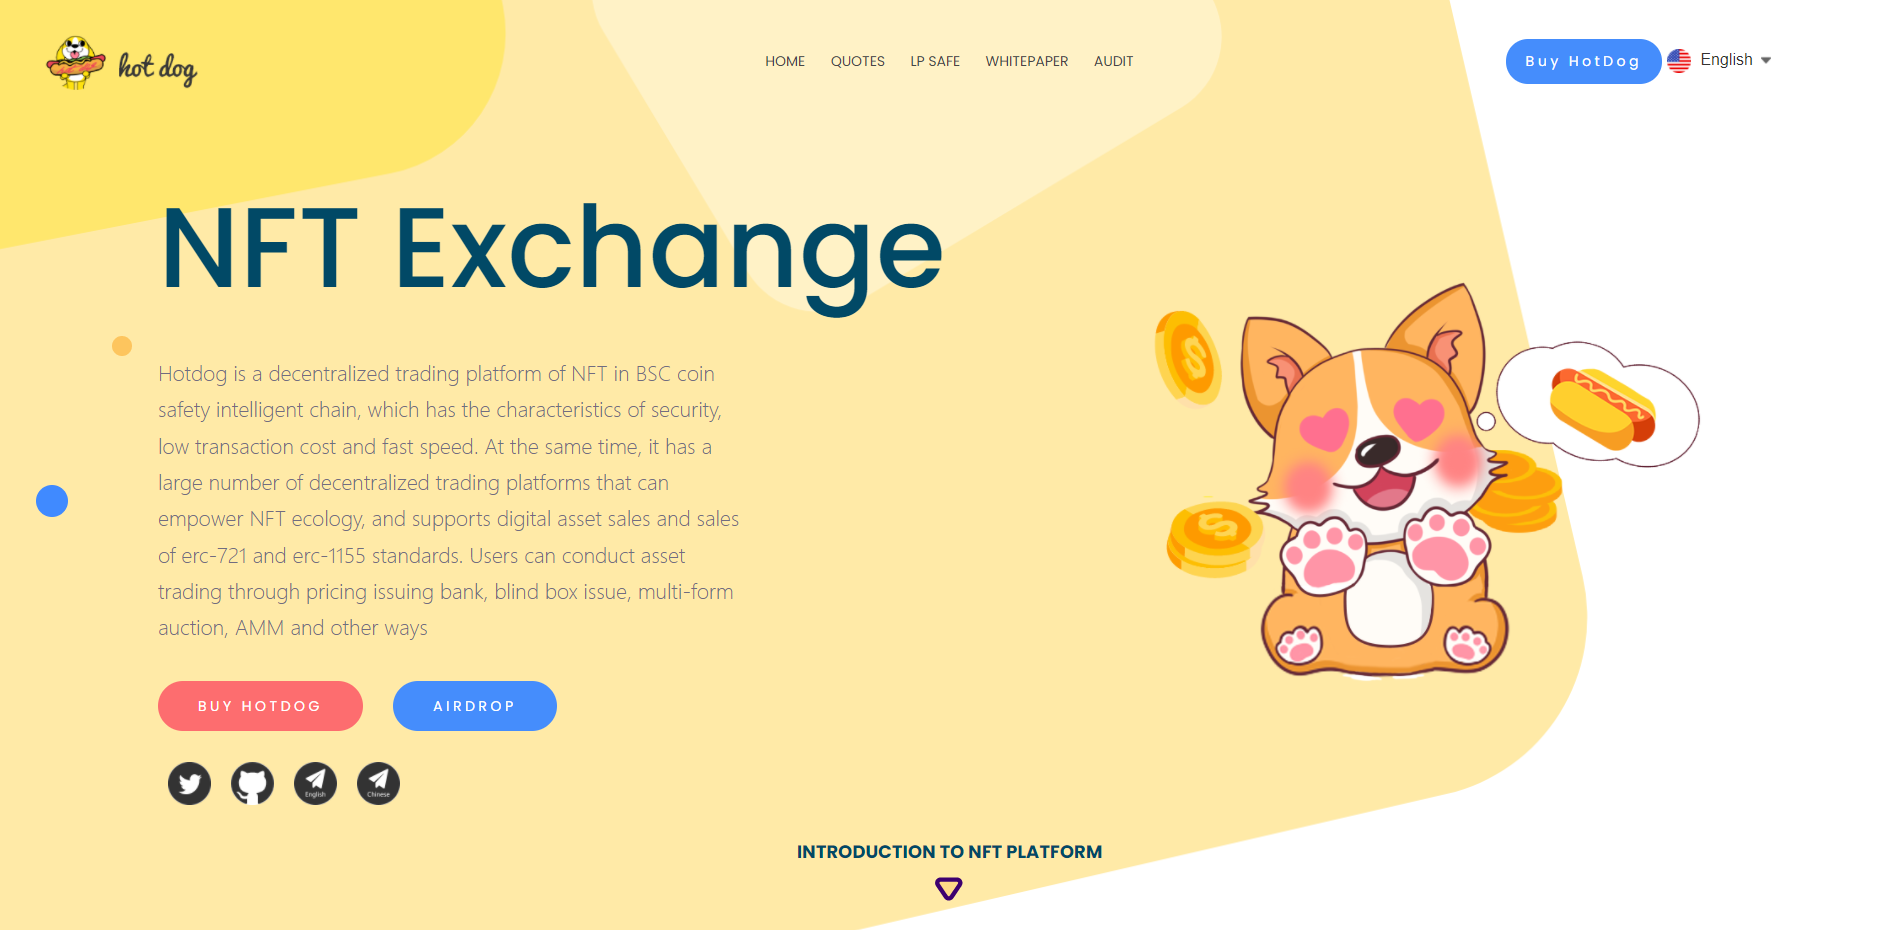 hot dog
HOME QUOTES LP SAFE WHITEPAPER AUDIT
Buy HotDog
English
NFT Exchange
Hotdog is a decentralized trading platform of NFT in BSC coin
safety intelligent chain, which has the characteristics of security,
low transaction cost and fast speed. At the same time, it has a
large number of decentralized trading platforms that can
empower NFT ecology, and supports digital asset sales and sales
of erc-721 and erc-1155 standards. Users can conduct asset
trading through pricing issuing bank, blind box issue, multi-form
auction, AMM and other ways
BUY HOTDOG
AIRDROP
English
Chinese
INTRODUCTION TO NFT PLATFORM